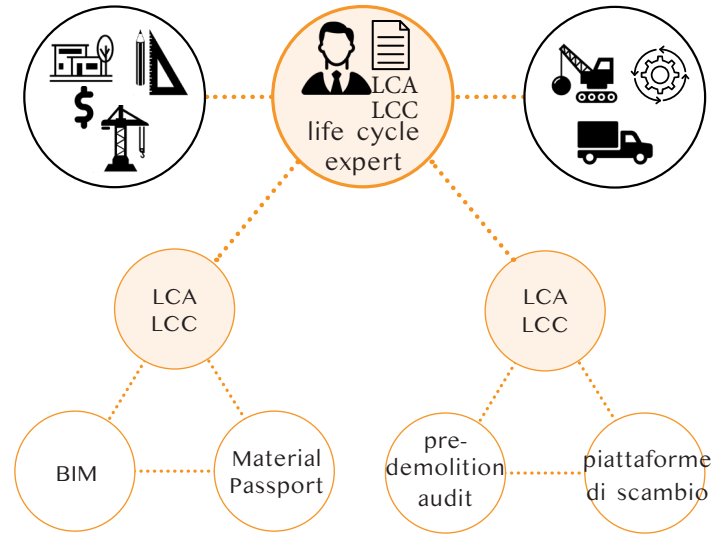 $
LCA
LCC
life cycle
expert
LCA
LCC
LCA
LCC
BIM
Material
Passport
pre-
demolition
audit
piattaforme
di scambio